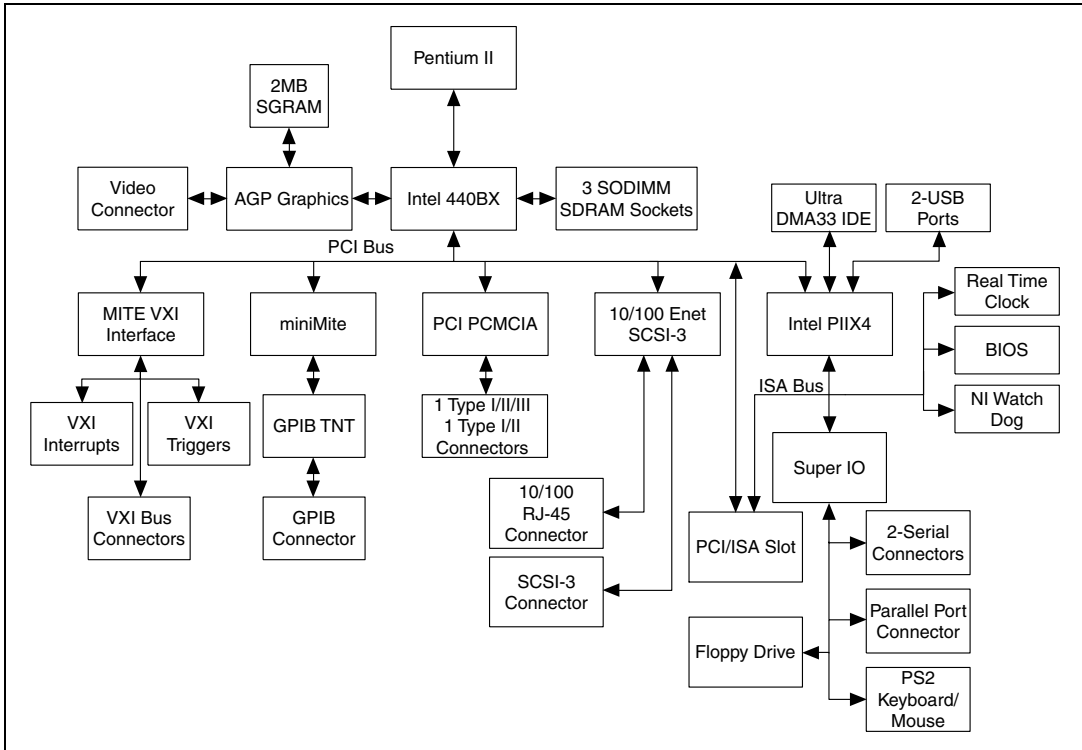 Pentium II
2MB
SGRAM
Video
Connector
AGP Graphics
Intel 440BX
3 SODIMM
SDRAM Sockets
Ultra
DMA33 IDE
2-USB
Ports
PCI Bus
MITE VXI
Interface
miniMite
PCI PCMCIA
10/100 Enet
SCSI-3
Intel PIIX4
Real Time
Clock
BIOS
NI Watch
Dog
ISA Bus
VXI
Interrupts
VXI
Triggers
GPIB TNT
1 Type I/II/III
1 Type I/II
Connectors
Super IO
VXI Bus
Connectors
GPIB
Connector
10/100
RJ-45
Connector
PCI/ISA Slot
2-Serial
Connectors
SCSI-3
Connector
Parallel Port
Connector
Floppy Drive
PS2
Keyboard/
Mouse